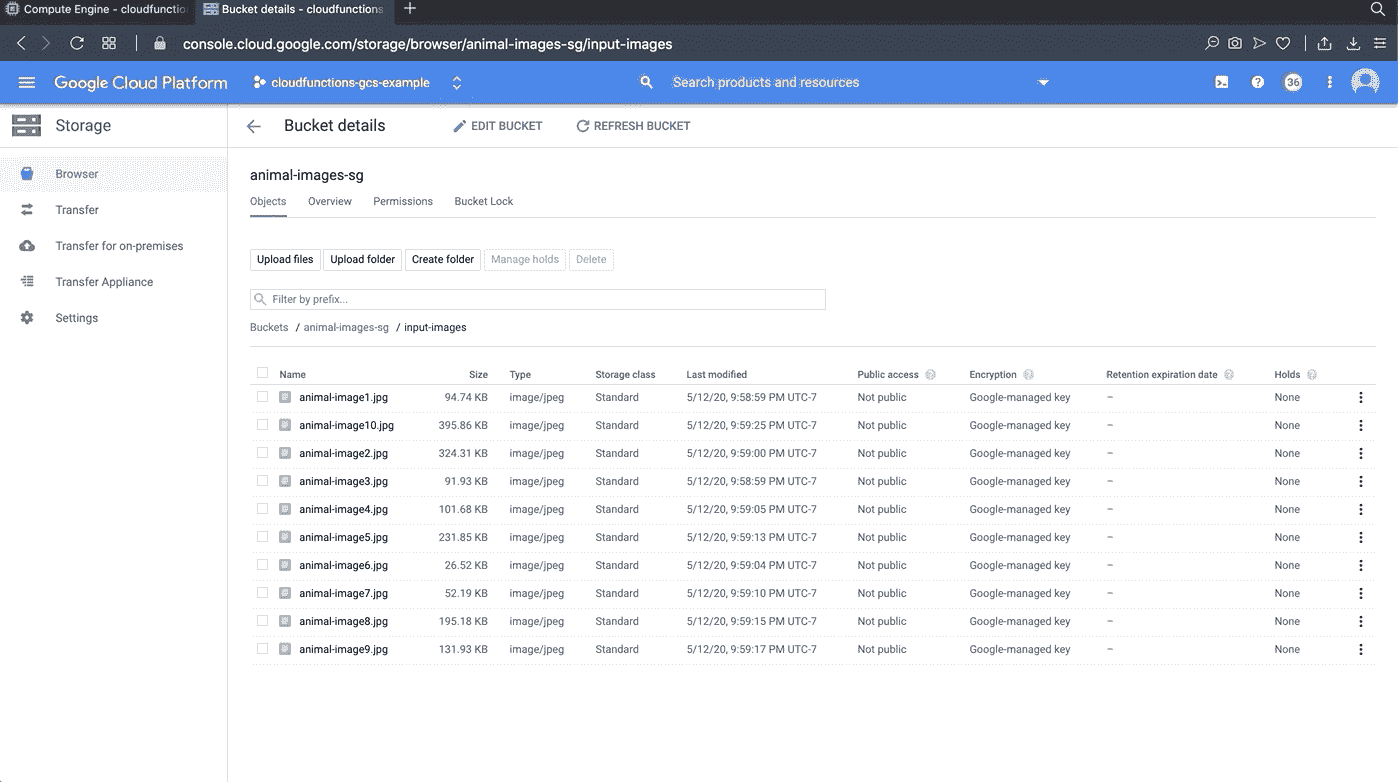 Compute Engine - cloudfunctio Bucket details - cloudfunctions
console.cloud.google.com/storage/browser/animal-images-sg/input-images
Google Cloud Platform cloudfunctions-gcs-example Search products and resources 36
Storage Bucket details EDIT BUCKET REFRESH BUCKET
Browser
Transfer
Transfer for on-premises
Transfer Appliance
Settings
animal-images-sg
Objects Overview Permissions Bucket Lock
Upload files Upload folder Create folder Manage holds Delete
Filter by prefix...
Buckets / animal-images-sg / input-images
Name Size Type Storage class Last modified Public access Encryption Retention expiration date Holds
animal-image1.jpg 94.74 KB image/jpeg Standard 5/12/20, 9:58:59 PM UTC-7 Not public Google-managed key – None
animal-image10.jpg 395.86 KB image/jpeg Standard 5/12/20, 9:59:25 PM UTC-7 Not public Google-managed key – None
animal-image2.jpg 324.31 KB image/jpeg Standard 5/12/20, 9:59:00 PM UTC-7 Not public Google-managed key – None
animal-image3.jpg 91.93 KB image/jpeg Standard 5/12/20, 9:58:59 PM UTC-7 Not public Google-managed key – None
animal-image4.jpg 101.68 KB image/jpeg Standard 5/12/20, 9:59:05 PM UTC-7 Not public Google-managed key – None
animal-image5.jpg 231.85 KB image/jpeg Standard 5/12/20, 9:59:13 PM UTC-7 Not public Google-managed key – None
animal-image6.jpg 26.52 KB image/jpeg Standard 5/12/20, 9:59:04 PM UTC-7 Not public Google-managed key – None
animal-image7.jpg 52.19 KB image/jpeg Standard 5/12/20, 9:59:10 PM UTC-7 Not public Google-managed key – None
animal-image8.jpg 195.18 KB image/jpeg Standard 5/12/20, 9:59:15 PM UTC-7 Not public Google-managed key – None
animal-image9.jpg 131.93 KB image/jpeg Standard 5/12/20, 9:59:17 PM UTC-7 Not public Google-managed key – None